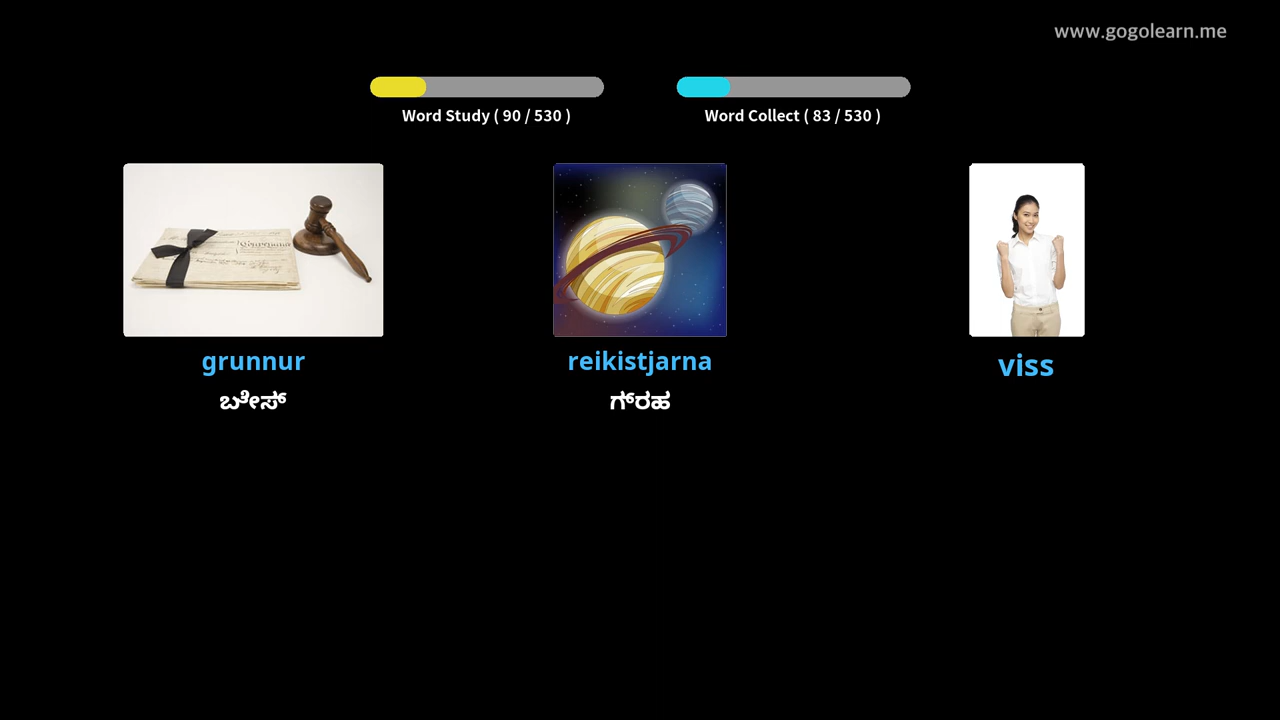 www.gogolearn.me
Word Study ( 90 / 530 )
Word Collect ( 83 / 530 )
grunnur
reikistjarna
viss
ಬೇಸ್
ಗ್ರಹ